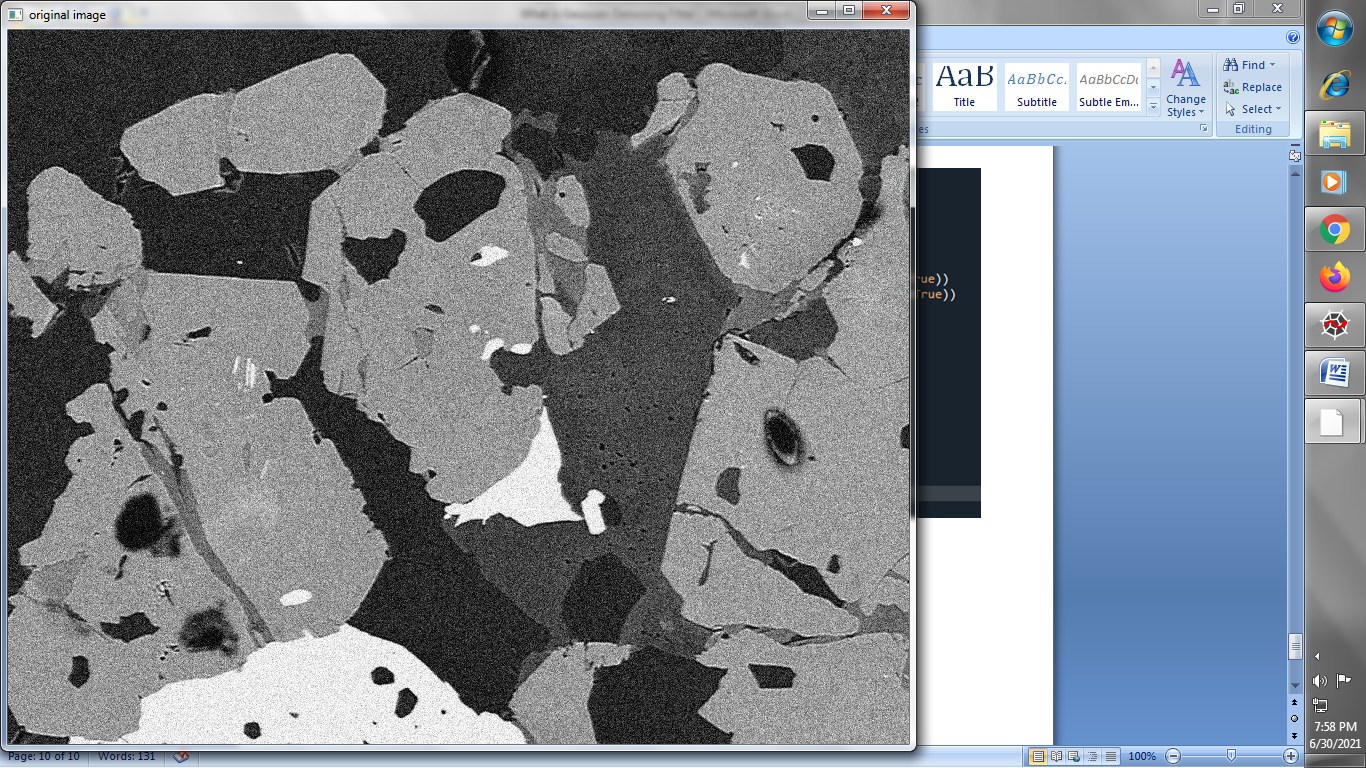 original image
Find
AaB
AaBbCc.
AaBbCcDc
Replace
Title
Subtitle
Subtle Em...
Change
Styles
Select
es
Editing
rue))
True))
Page: 10 of 10
Words: 131
100%
7:58 PM
6/30/2021